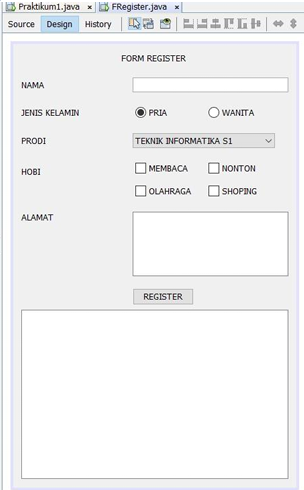 Praktikum1.java × FRegister.java ×
Source Design History
FORM REGISTER
NAMA
JENIS KELAMIN PRIA WANITA
PRODI TEKNIK INFORMATIKA S1
HOBI MEMBACA NONTON
OLAHRAGA SHOPING
ALAMAT
REGISTER